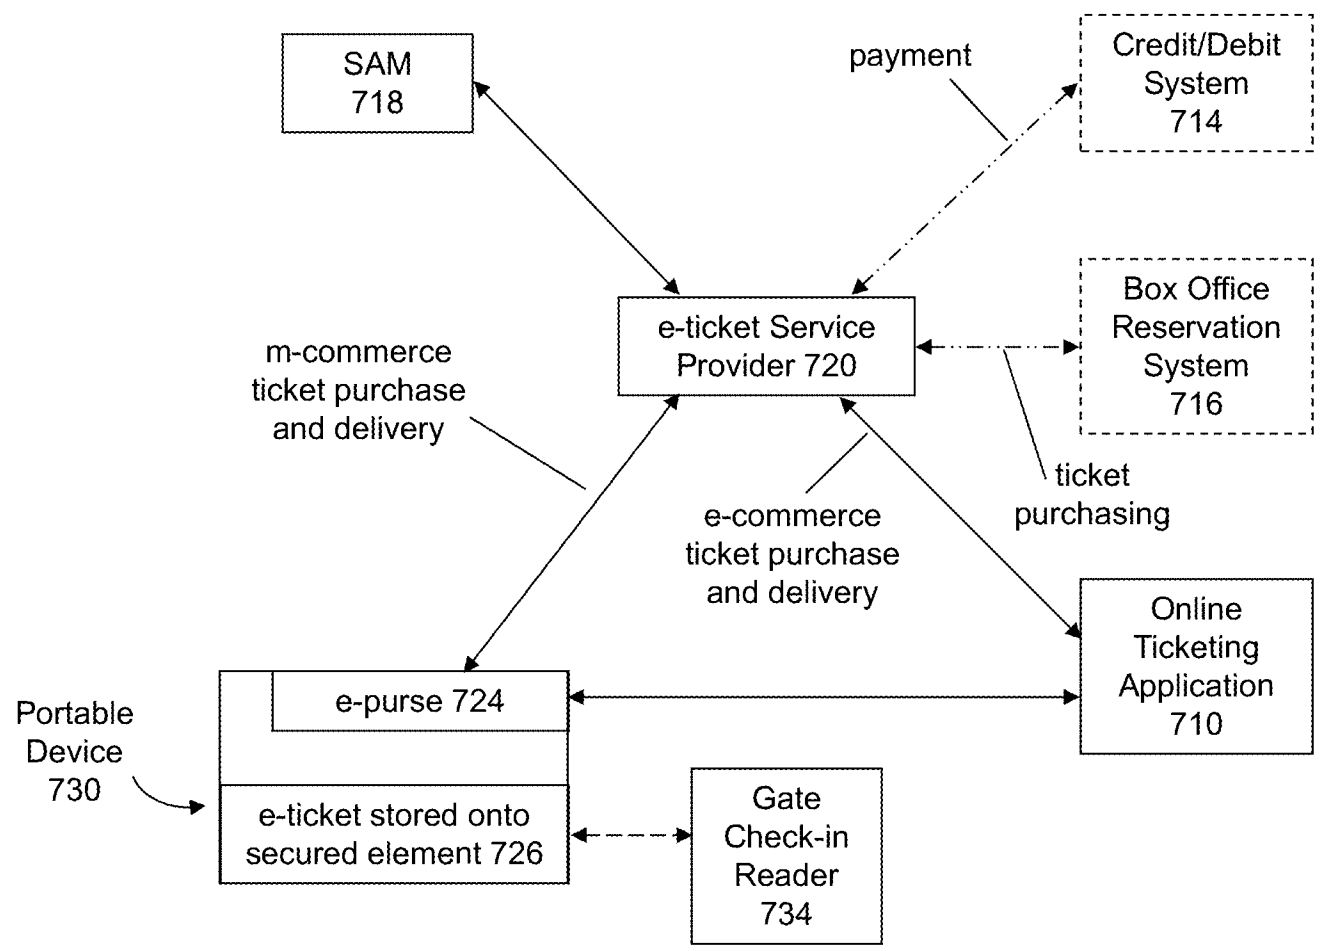 SAM
718
payment
Credit/Debit
System
714
e-ticket Service
Provider 720
Box Office
Reservation
System
716
m-commerce
ticket purchase
and delivery
e-commerce
ticket purchase
and delivery
ticket
purchasing
Online
Ticketing
Application
710
Portable
Device
730
e-purse 724
e-ticket stored onto
secured element 726
Gate
Check-in
Reader
734